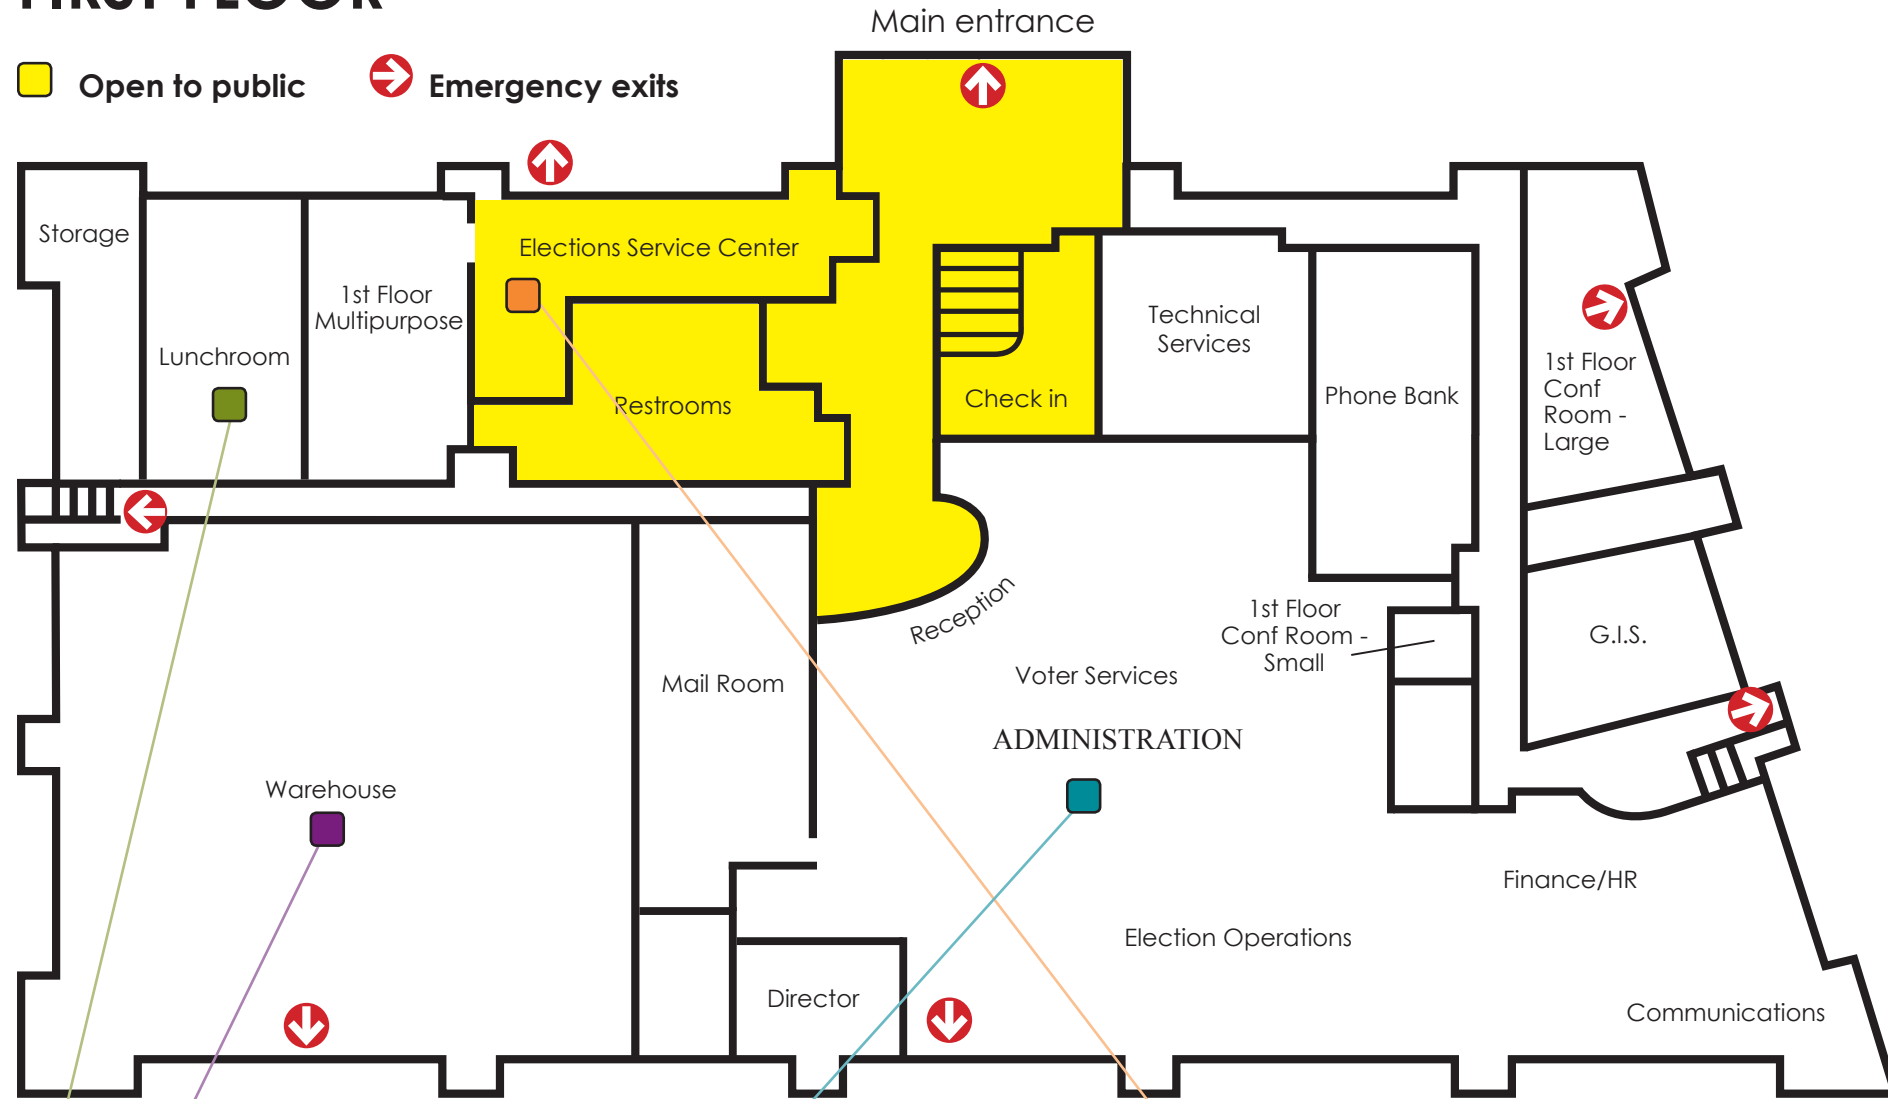 FIRST FLOOR
Main entrance
Open to public
Emergency exits
Storage
Elections Service Center
1st Floor
Multipurpose
Lunchroom
Restrooms
Check in
Technical
Services
Phone Bank
1st Floor
Conf
Room -
Large
Reception
1st Floor
Conf Room -
Small
G.I.S.
Mail Room
Voter Services
ADMINISTRATION
Warehouse
Finance/HR
Election Operations
Director
Communications